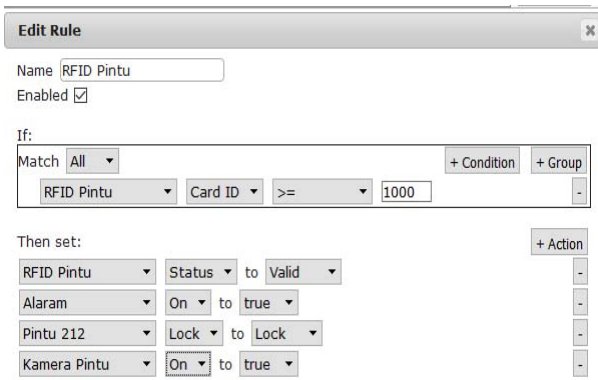 Edit Rule x
Name RFID Pintu
Enabled
If:
Match All + Condition + Group
RFID Pintu Card ID >= 1000 -
Then set: + Action
RFID Pintu Status to Valid -
Alaram On to true -
Pintu 212 Lock to Lock -
Kamera Pintu On to true -